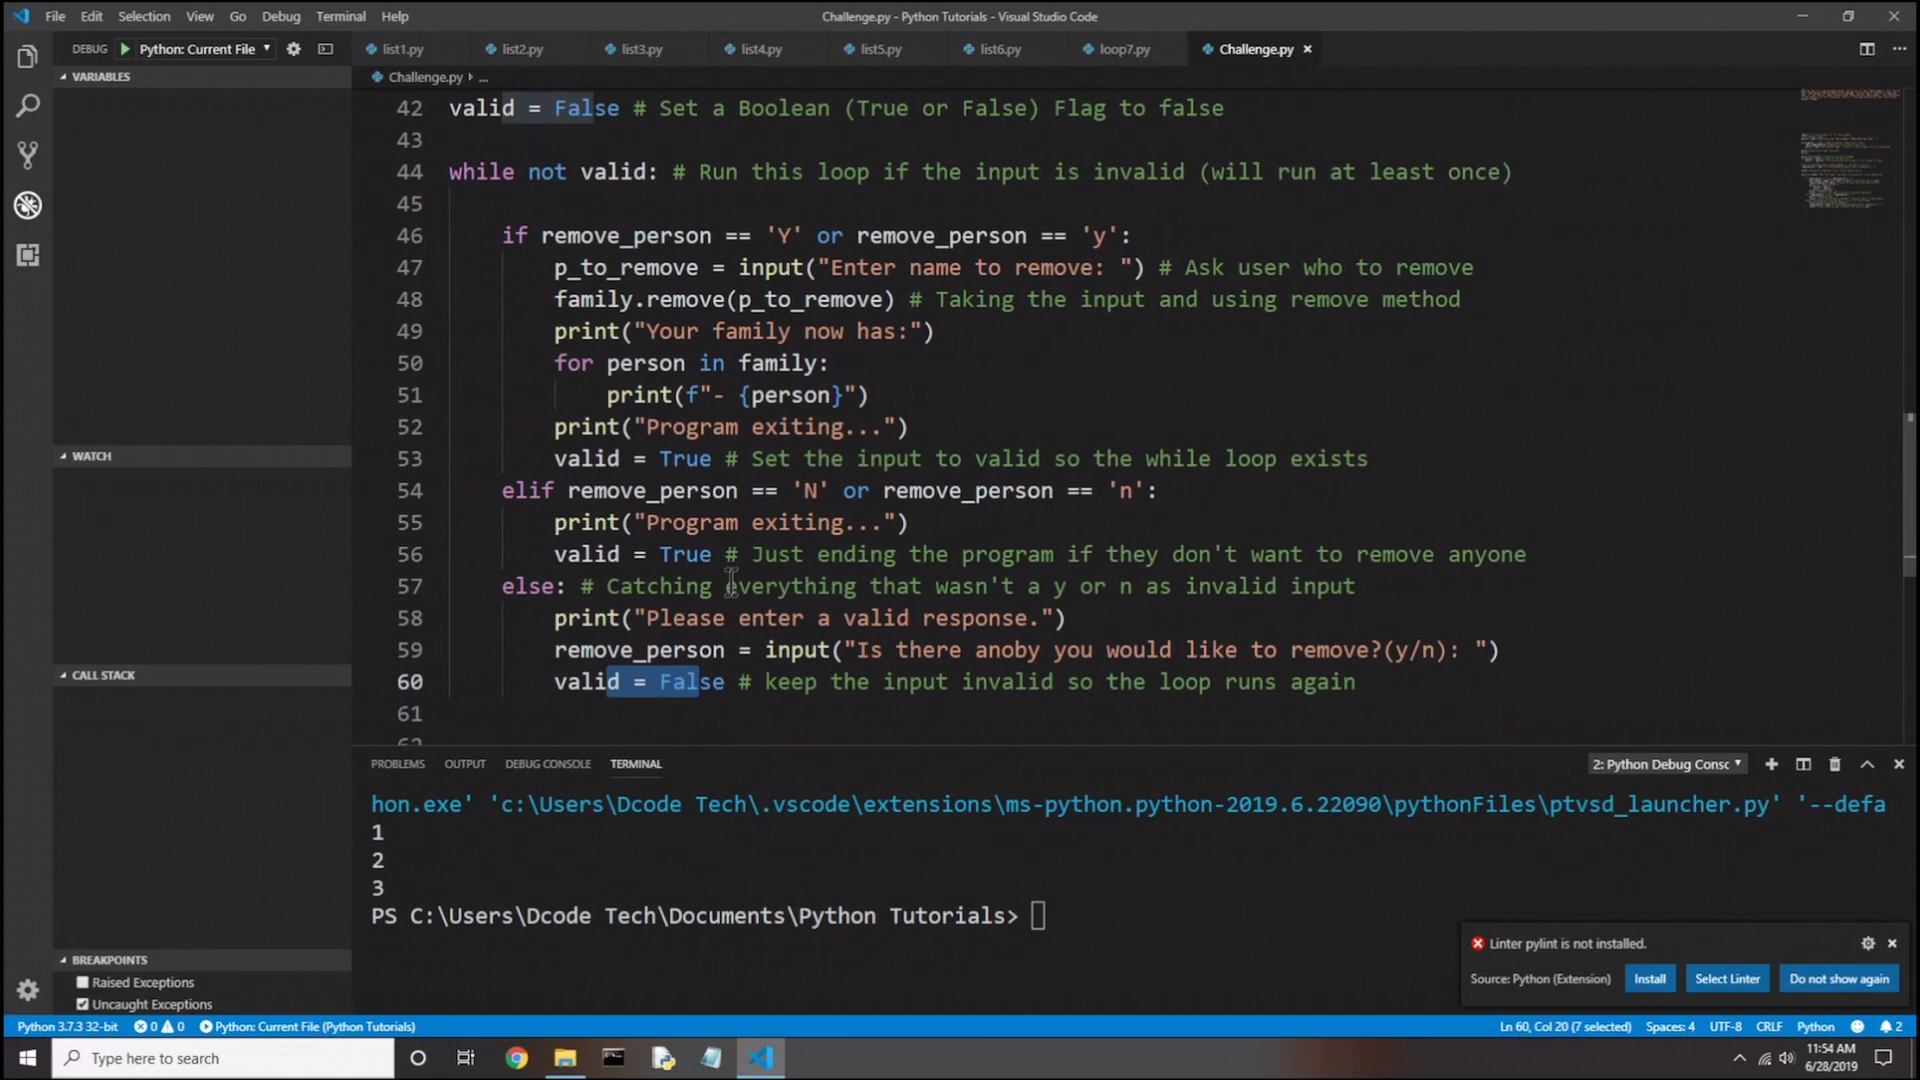 File Edit Selection View Go Debug Terminal Help
Challenge.py - Python Tutorials - Visual Studio Code
DEBUG Python: Current File
list1.py list2.py list3.py list4.py list5.py list6.py loop7.py Challenge.py
VARIABLES
Challenge.py ...
42 valid = False # Set a Boolean (True or False) Flag to false
43
44 while not valid: # Run this loop if the input is invalid (will run at least once)
45
46 if remove_person == 'Y' or remove_person == 'y':
47 p_to_remove = input("Enter name to remove: ") # Ask user who to remove
48 family.remove(p_to_remove) # Taking the input and using remove method
49 print("Your family now has:")
50 for person in family:
51 print(f"- {person}")
52 print("Program exiting...")
53 valid = True # Set the input to valid so the while loop exists
54 elif remove_person == 'N' or remove_person == 'n':
55 print("Program exiting...")
56 valid = True # Just ending the program if they don't want to remove anyone
57 else: # Catching everything that wasn't a y or n as invalid input
58 print("Please enter a valid response.")
59 remove_person = input("Is there anoby you would like to remove?(y/n): ")
60 valid = False # keep the input invalid so the loop runs again
61
62
WATCH
CALL STACK
BREAKPOINTS
Raised Exceptions
Uncaught Exceptions
PROBLEMS OUTPUT DEBUG CONSOLE TERMINAL
2: Python Debug Consc
hon.exe' 'c:\Users\Dcode Tech\.vscode\extensions\ms-python.python-2019.6.22090\pythonFiles\ptvsd_launcher.py' '--defa
1
2
3
PS C:\Users\Dcode Tech\Documents\Python Tutorials>
Linter pylint is not installed.
Source: Python (Extension) Install Select Linter Do not show again
Python 3.7.3 32-bit 0 0 Python: Current File (Python Tutorials)
Ln 60, Col 20 (7 selected) Spaces: 4 UTF-8 CRLF Python 2
Type here to search
11:54 AM
6/28/2019